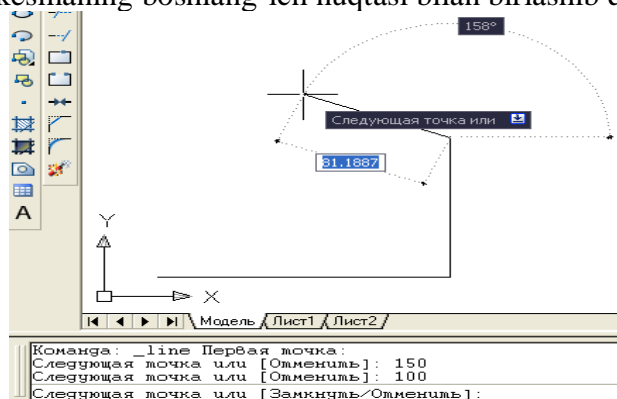 kesmaning boshlang'ich nuqtasi bilan birlashib
158°
Следующая точка или
81.1887
A
Y
X
Модель Лист1 Лист2
Команда: _line Первая точка:
Следующая точка или [Отменить]: 150
Следующая точка или [Отменить]: 100
Следующая точка или [Замкнуть/Отменить]: